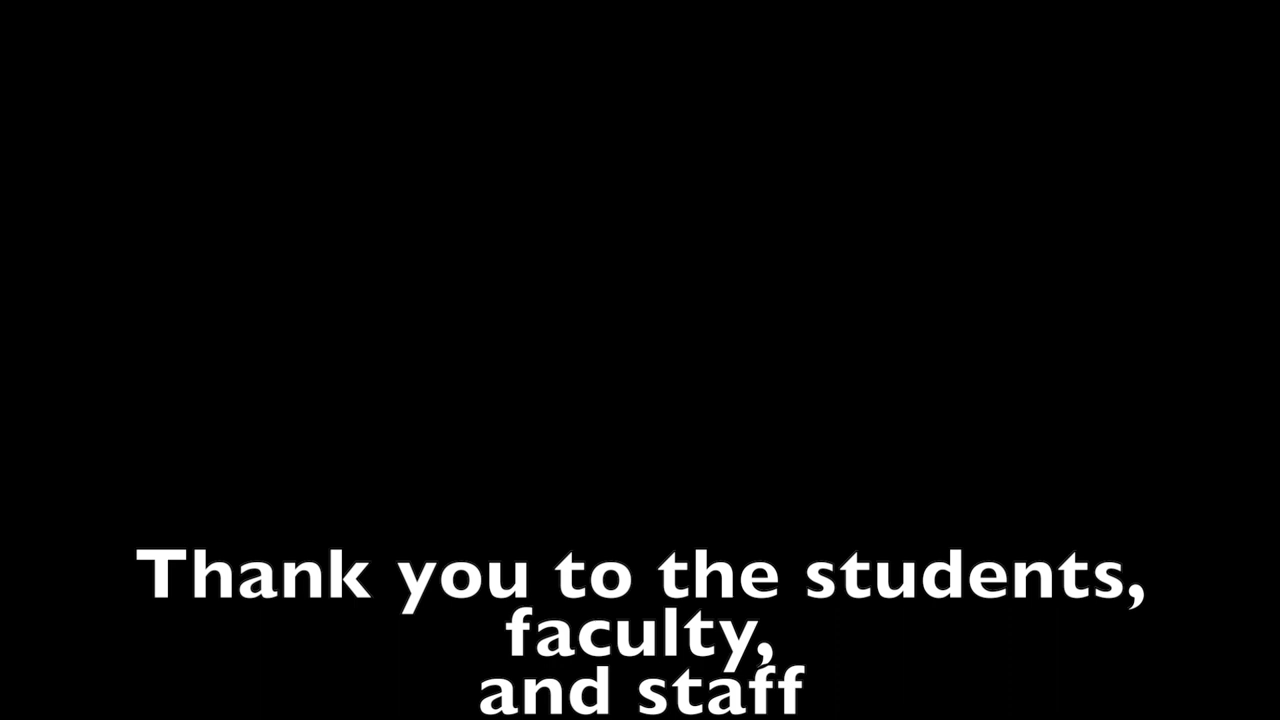 Thank you to the students,
faculty,
and staff